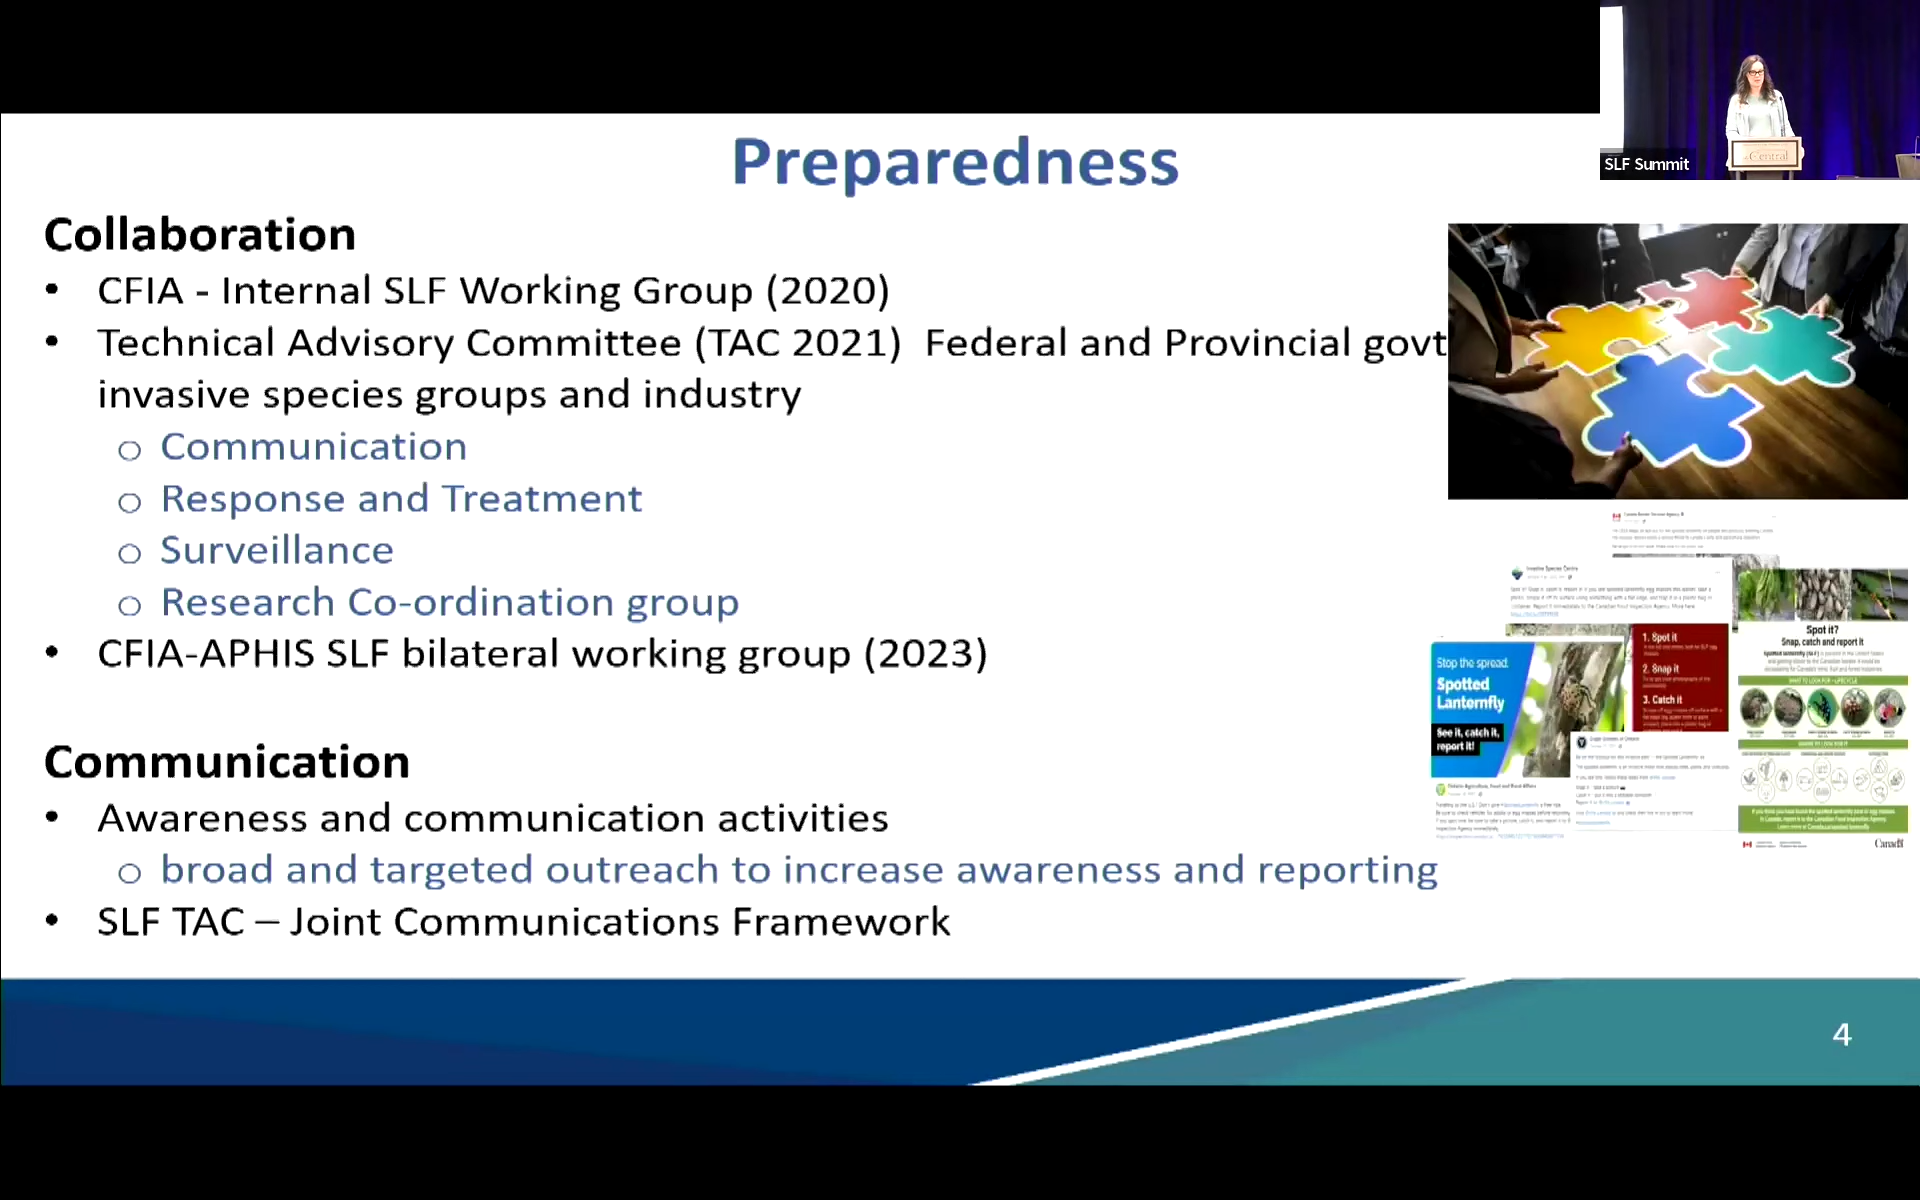 Preparedness
SLF Summit
Central
Collaboration
• CFIA - Internal SLF Working Group (2020)
• Technical Advisory Committee (TAC 2021) Federal and Provincial govt
invasive species groups and industry
o Communication
o Response and Treatment
o Surveillance
o Research Co-ordination group
• CFIA-APHIS SLF bilateral working group (2023)
Communication
• Awareness and communication activities
o broad and targeted outreach to increase awareness and reporting
• SLF TAC – Joint Communications Framework
Invasive Species Centre
1. Spot it
2. Snap it
3. Catch it
Stop the spread.
Spotted
Lanternfly
See it, catch it,
report it!
Spot it?
Snap, catch and report it
Canada
4